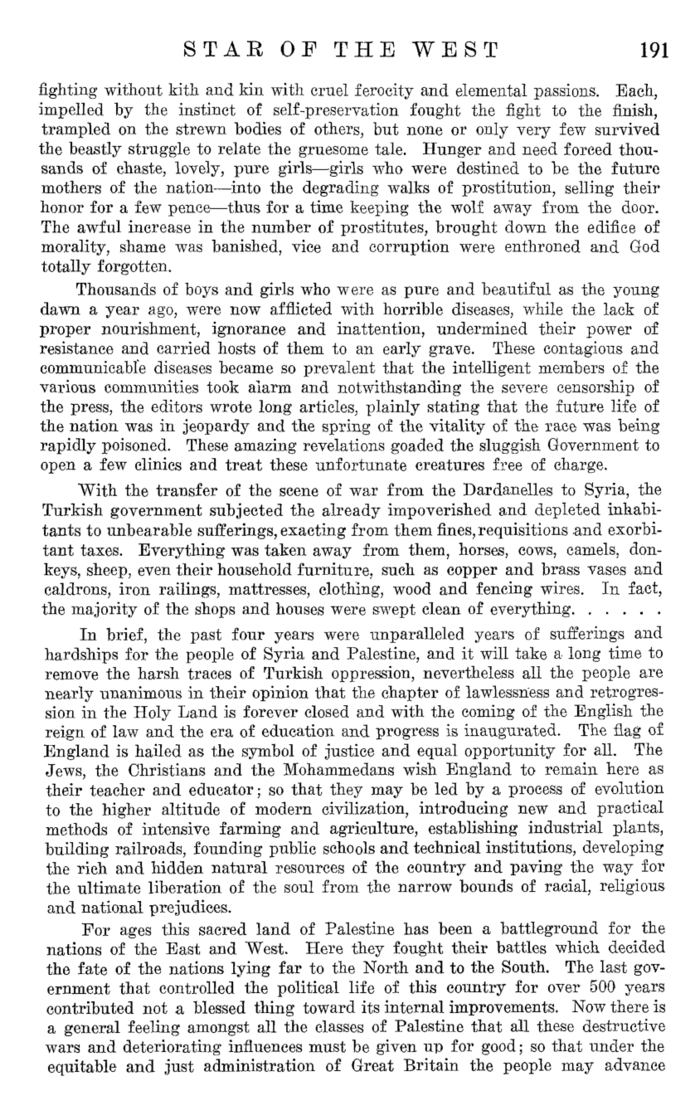 STAR OF THE WEST 191
fighting without kith and kin with cruel ferocity and elemental passions. Each,
impelled by the instinct of self-preservation fought the fight to the finish,
trampled on the strewn bodies of others, but none or only very few survived
the beastly struggle to relate the gruesome tale. Hunger and need forced thou-
sands of chaste, lovely, pure girls—girls who were destined to be the future
mothers of the nation—into the degrading walks of prostitution, selling their
honor for a few pence—thus for a time keeping the wolf away from the door.
The awful increase in the number of prostitutes, brought down the edifice of
morality, shame was banished, vice and corruption were enthroned and God
totally forgotten.
Thousands of boys and girls who were as pure and beautiful as the young
dawn a year ago, were now afflicted with horrible diseases, while the lack of
proper nourishment, ignorance and inattention, undermined their power of
resistance and carried hosts of them to an early grave. These contagious and
communicable diseases became so prevalent that the intelligent members of the
various communities took alarm and notwithstanding the severe censorship of
the press, the editors wrote long articles, plainly stating that the future life of
the nation was in jeopardy and the spring of the vitality of the race was being
rapidly poisoned. These amazing revelations goaded the sluggish Government to
open a few clinics and treat these unfortunate creatures free of charge.
With the transfer of the scene of war from the Dardanelles to Syria, the
Turkish government subjected the already impoverished and depleted inhabi-
tants to unbearable sufferings, exacting from them fines, requisitions and exorbi-
tant taxes. Everything was taken away from them, horses, cows, camels, don-
keys, sheep, even their household furniture, such as copper and brass vases and
caldrons, iron railings, mattresses, clothing, wood and fencing wires. In fact,
the majority of the shops and houses were swept clean of everything. . . . . .
In brief, the past four years were unparalleled years of sufferings and
hardships for the people of Syria and Palestine, and it will take a long time to
remove the harsh traces of Turkish oppression, nevertheless all the people are
nearly unanimous in their opinion that the chapter of lawlessness and retrogres-
sion in the Holy Land is forever closed and with the coming of the English the
reign of law and the era of education and progress is inaugurated. The flag of
England is hailed as the symbol of justice and equal opportunity for all. The
Jews, the Christians and the Mohammedans wish England to remain here as
their teacher and educator; so that they may be led by a process of evolution
to the higher altitude of modern civilization, introducing new and practical
methods of intensive farming and agriculture, establishing industrial plants,
building railroads, founding public schools and technical institutions, developing
the rich and hidden natural resources of the country and paving the way for
the ultimate liberation of the soul from the narrow bounds of racial, religious
and national prejudices.
For ages this sacred land of Palestine has been a battleground for the
nations of the East and West. Here they fought their battles which decided
the fate of the nations lying far to the North and to the South. The last gov-
ernment that controlled the political life of this country for over 500 years
contributed not a blessed thing toward its internal improvements. Now there is
a general feeling amongst all the classes of Palestine that all these destructive
wars and deteriorating influences must be given up for good; so that under the
equitable and just administration of Great Britain the people may advance